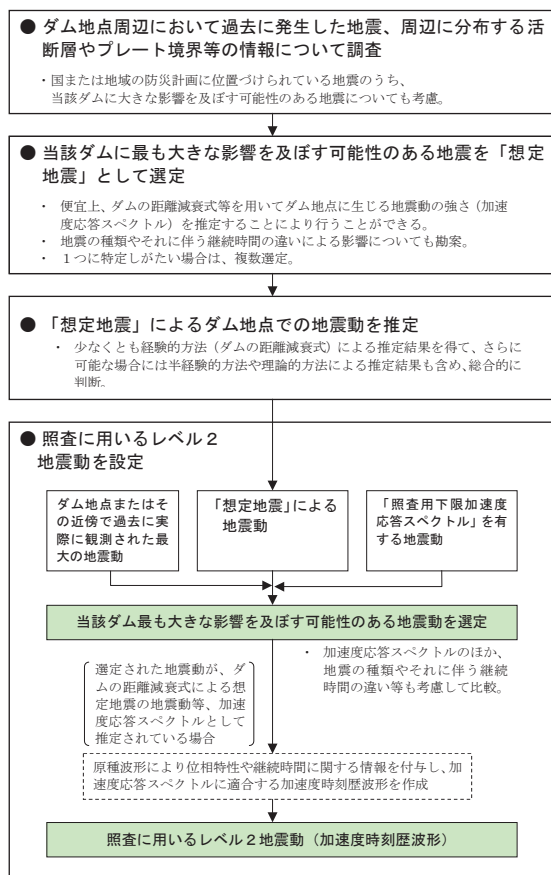 ● ダム地点周辺において過去に発生した地震、周辺に分布する活
断層やプレート境界等の情報について調査
・国または地域の防災計画に位置づけられている地震のうち、
当該ダムに大きな影響を及ぼす可能性のある地震についても考慮。
● 当該ダムに最も大きな影響を及ぼす可能性のある地震を「想定
地震」として選定
・ 便宜上、ダムの距離減衰式等を用いてダム地点に生じる地震動の強さ（加速
度応答スペクトル）を推定することにより行うことができる。
・ 地震の種類やそれに伴う継続時間の違いによる影響についても勘案。
・ １つに特定しがたい場合は、複数選定。
● 「想定地震」によるダム地点での地震動を推定
・ 少なくとも経験的方法（ダムの距離減衰式）による推定結果を得て、さらに
可能な場合には半経験的方法や理論的方法による推定結果も含め、総合的に
判断。
● 照査に用いるレベル２
地震動を設定
ダム地点またはそ
の近傍で過去に実
際に観測された最
大の地震動
「想定地震」による
地震動
「照査用下限加速度
応答スペクトル」を有
する地震動
当該ダム最も大きな影響を及ぼす可能性のある地震動を選定
選定された地震動が、ダ
ムの距離減衰式による想
定地震の地震動等、加速
度応答スペクトルとして
推定されている場合
・ 加速度応答スペクトルのほか、
地震の種類やそれに伴う継続
時間の違い等も考慮して比較。
原種波形により位相特性や継続時間に関する情報を付与し、加
速度応答スペクトルに適合する加速度時刻歴波形を作成
照査に用いるレベル２地震動（加速度時刻歴波形）